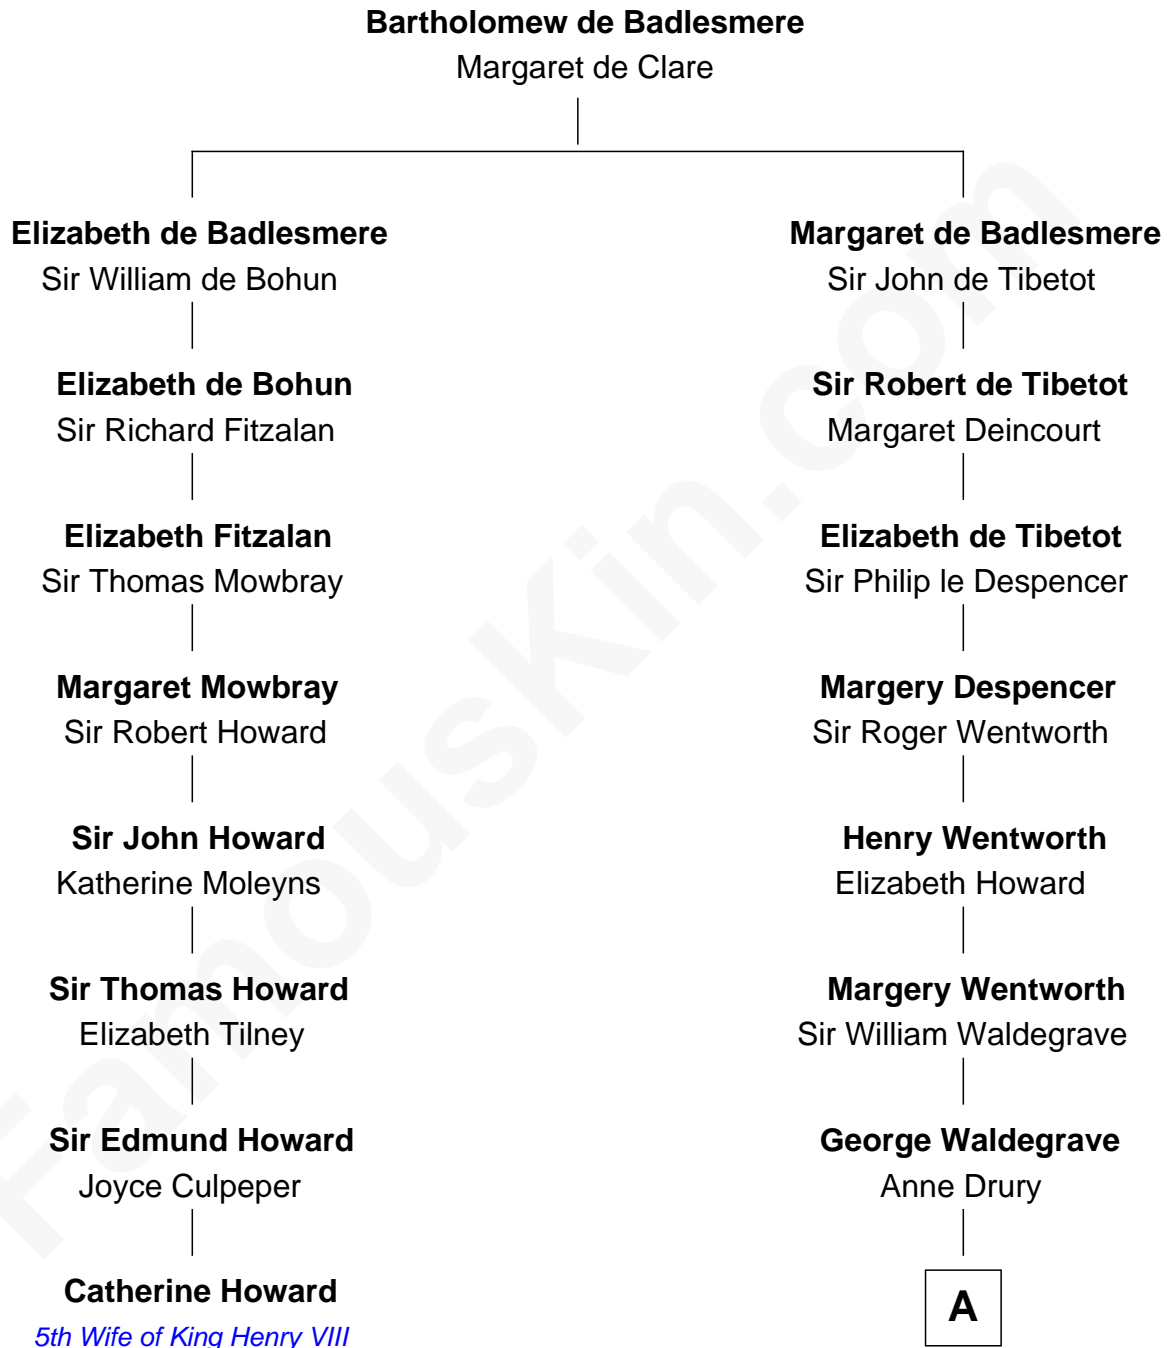 Bartholomew de Badlesmere
Margaret de Clare
Elizabeth de Badlesmere
Sir William de Bohun
Elizabeth de Bohun
Sir Richard Fitzalan
Elizabeth Fitzalan
Sir Thomas Mowbray
Margaret Mowbray
Sir Robert Howard
Sir John Howard
Katherine Moleyns
Sir Thomas Howard
Elizabeth Tilney
Sir Edmund Howard
Joyce Culpeper
Catherine Howard
5th Wife of King Henry VIII
Margaret de Badlesmere
Sir John de Tibetot
Sir Robert de Tibetot
Margaret Deincourt
Elizabeth de Tibetot
Sir Philip le Despencer
Margery Despencer
Sir Roger Wentworth
Henry Wentworth
Elizabeth Howard
Margery Wentworth
Sir William Waldegrave
George Waldegrave
Anne Drury
A
FamousKin.com